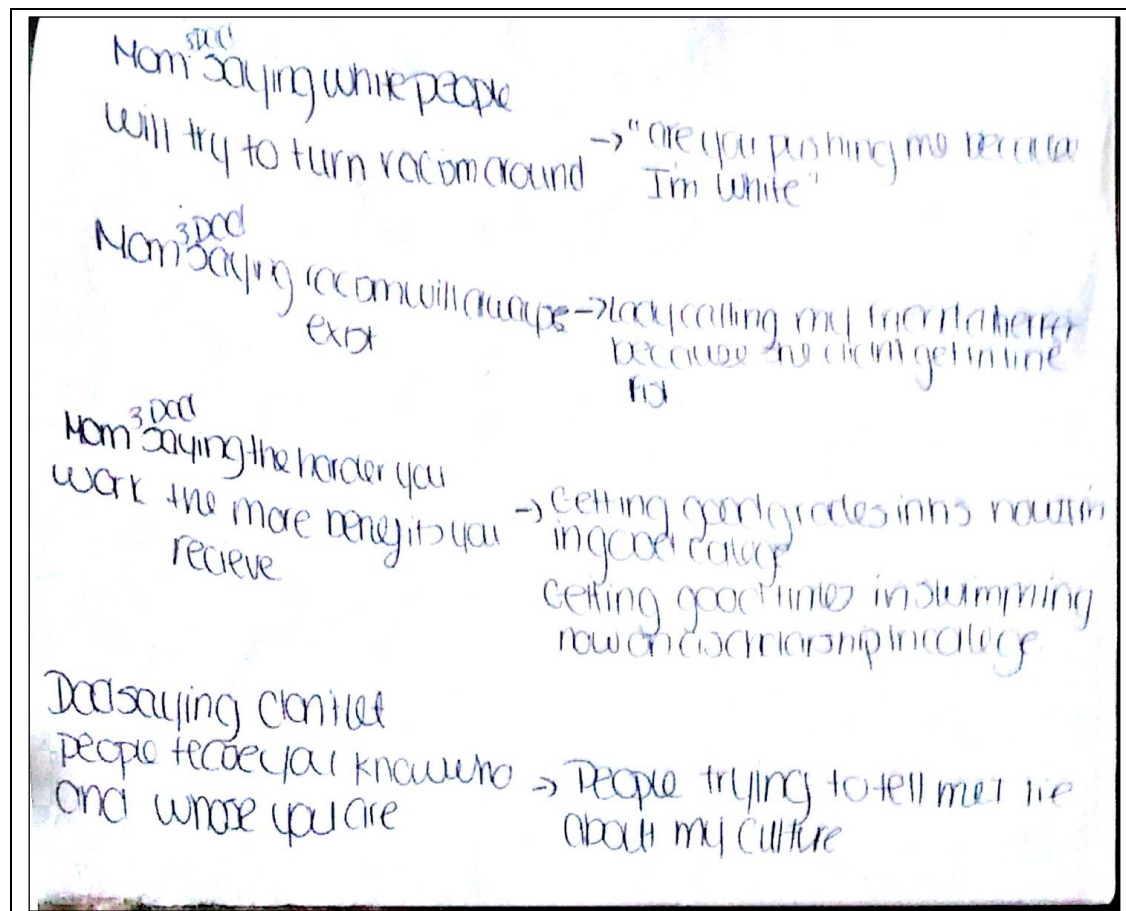 Mom & Dad saying white people
will try to turn racism around → "are you pushing me because
I'm White"
Mom & Dad saying racism will always → Lady calling my friend a
exist
because she didn't get in line
Mom & Dad saying the harder you
work the more benefits you → Getting good grades in hs now I'm
recieve
in good college
Getting good times in swimming
now on a scholarship in college
Dad saying don't let
people you know who → People trying to tell me I lie
and whose you are
about my culture